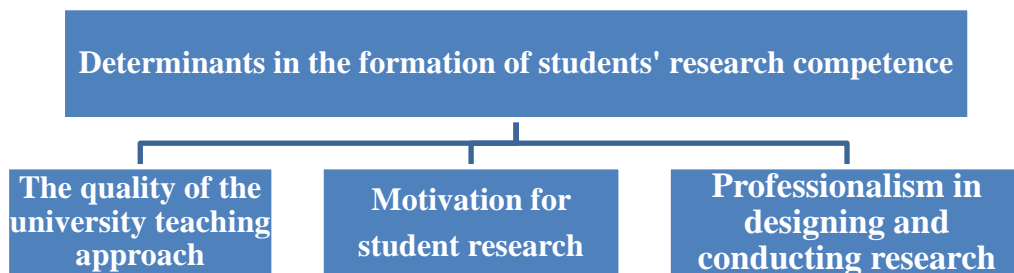 Determinants in the formation of students' research competence
The quality of the
university teaching
approach
Motivation for
student research
Professionalism in
designing and
conducting research